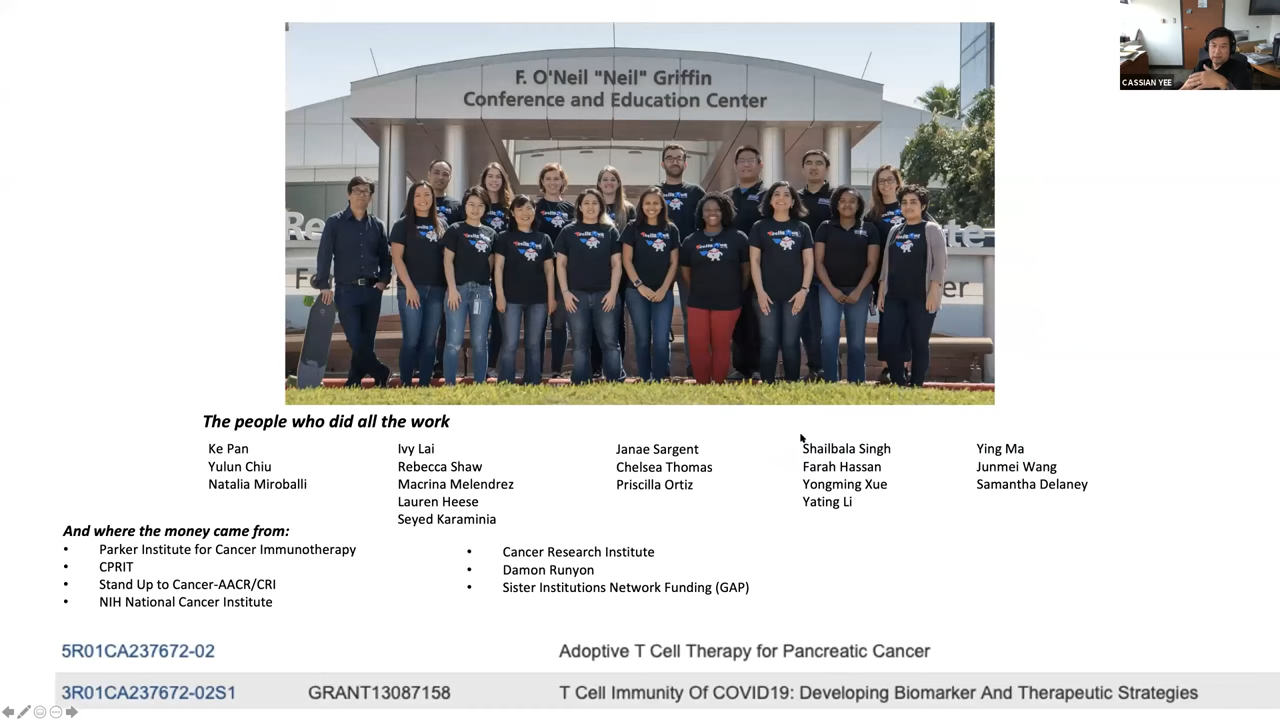 F. O'Neil "Neil" Griffin
Conference and Education Center
CASSIAN YEE
The people who did all the work
Ke Pan
Yulun Chiu
Natalia Miroballi
Ivy Lai
Rebecca Shaw
Macrina Melendrez
Lauren Heese
Seyed Karaminia
Janae Sargent
Chelsea Thomas
Priscilla Ortiz
Shailbala Singh
Farah Hassan
Yongming Xue
Yating Li
Ying Ma
Junmei Wang
Samantha Delaney
And where the money came from:
• Parker Institute for Cancer Immunotherapy
• CPRIT
• Stand Up to Cancer-AACR/CRI
• NIH National Cancer Institute
• Cancer Research Institute
• Damon Runyon
• Sister Institutions Network Funding (GAP)
5R01CA237672-02 Adoptive T Cell Therapy for Pancreatic Cancer
3R01CA237672-02S1 GRANT13087158 T Cell Immunity Of COVID19: Developing Biomarker And Therapeutic Strategies